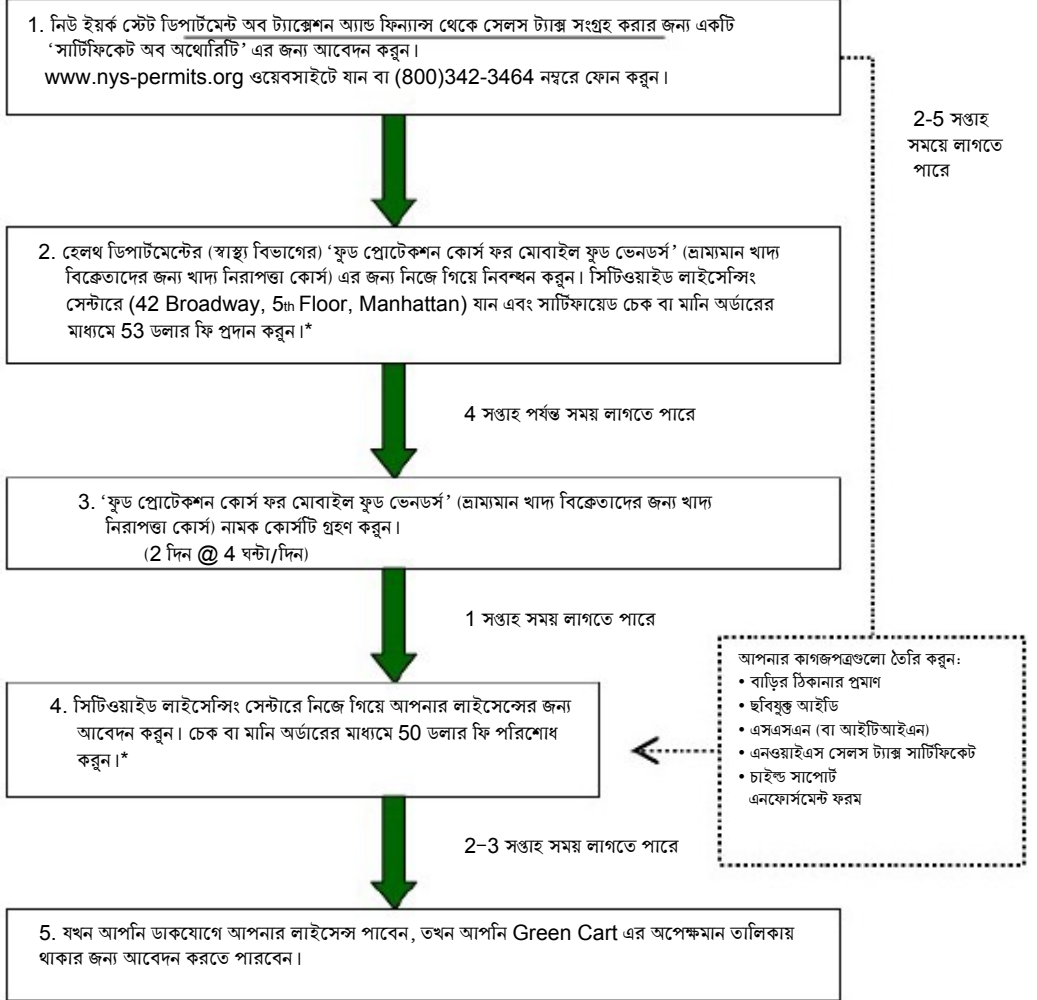 1. নিউ ইয়র্ক স্টেট ডিপার্টমেন্ট অব ট্যাক্সেশন অ্যান্ড ফিন্যান্স থেকে সেলস ট্যাক্স সংগ্রহ করার জন্য একটি
‘সার্টিফিকেট অব অথোরিটি’ এর জন্য আবেদন করুন।
www.nys-permits.org ওয়েবসাইটে যান বা (800)342-3464 নম্বরে ফোন করুন।
2-5 সপ্তাহ
সময়ে লাগতে
পারে
2. হেলথ ডিপার্টমেন্টের (স্বাস্থ্য বিভাগের) ‘ফুড প্রোটেকশন কোর্স ফর মোবাইল ফুড ভেনডর্স’ (ভ্রাম্যমান খাদ্য
বিক্রেতাদের জন্য খাদ্য নিরাপত্তা কোর্স) এর জন্য নিজে গিয়ে নিবন্ধন করুন। সিটিওয়াইড লাইসেন্সিং
সেন্টারে (42 Broadway, 5th Floor, Manhattan) যান এবং সার্টিফায়েড চেক বা মানি অর্ডারের
মাধ্যমে 53 ডলার ফি প্রদান করুন।*
4 সপ্তাহ পর্যন্ত সময় লাগতে পারে
3. ‘ফুড প্রোটেকশন কোর্স ফর মোবাইল ফুড ভেনডর্স’ (ভ্রাম্যমান খাদ্য বিক্রেতাদের জন্য খাদ্য
নিরাপত্তা কোর্স) নামক কোর্সটি গ্রহণ করুন।
(2 দিন @ 4 ঘন্টা/দিন)
1 সপ্তাহ সময় লাগতে পারে
আপনার কাগজপত্রগুলো তৈরি করুন:
• বাড়ির ঠিকানার প্রমাণ
• ছবিযুক্ত আইডি
• এসএসএন (বা আইটিআইএন)
• এনওয়াইএস সেলস ট্যাক্স সার্টিফিকেট
• চাইল্ড সাপোর্ট
এনফোর্সমেন্ট ফরম
4. সিটিওয়াইড লাইসেন্সিং সেন্টারে নিজে গিয়ে আপনার লাইসেন্সের জন্য
আবেদন করুন। চেক বা মানি অর্ডারের মাধ্যমে 50 ডলার ফি পরিশোধ
করুন।*
2-3 সপ্তাহ সময় লাগতে পারে
5. যখন আপনি ডাকযোগে আপনার লাইসেন্স পাবেন, তখন আপনি Green Cart এর অপেক্ষমান তালিকায়
থাকার জন্য আবেদন করতে পারবেন।